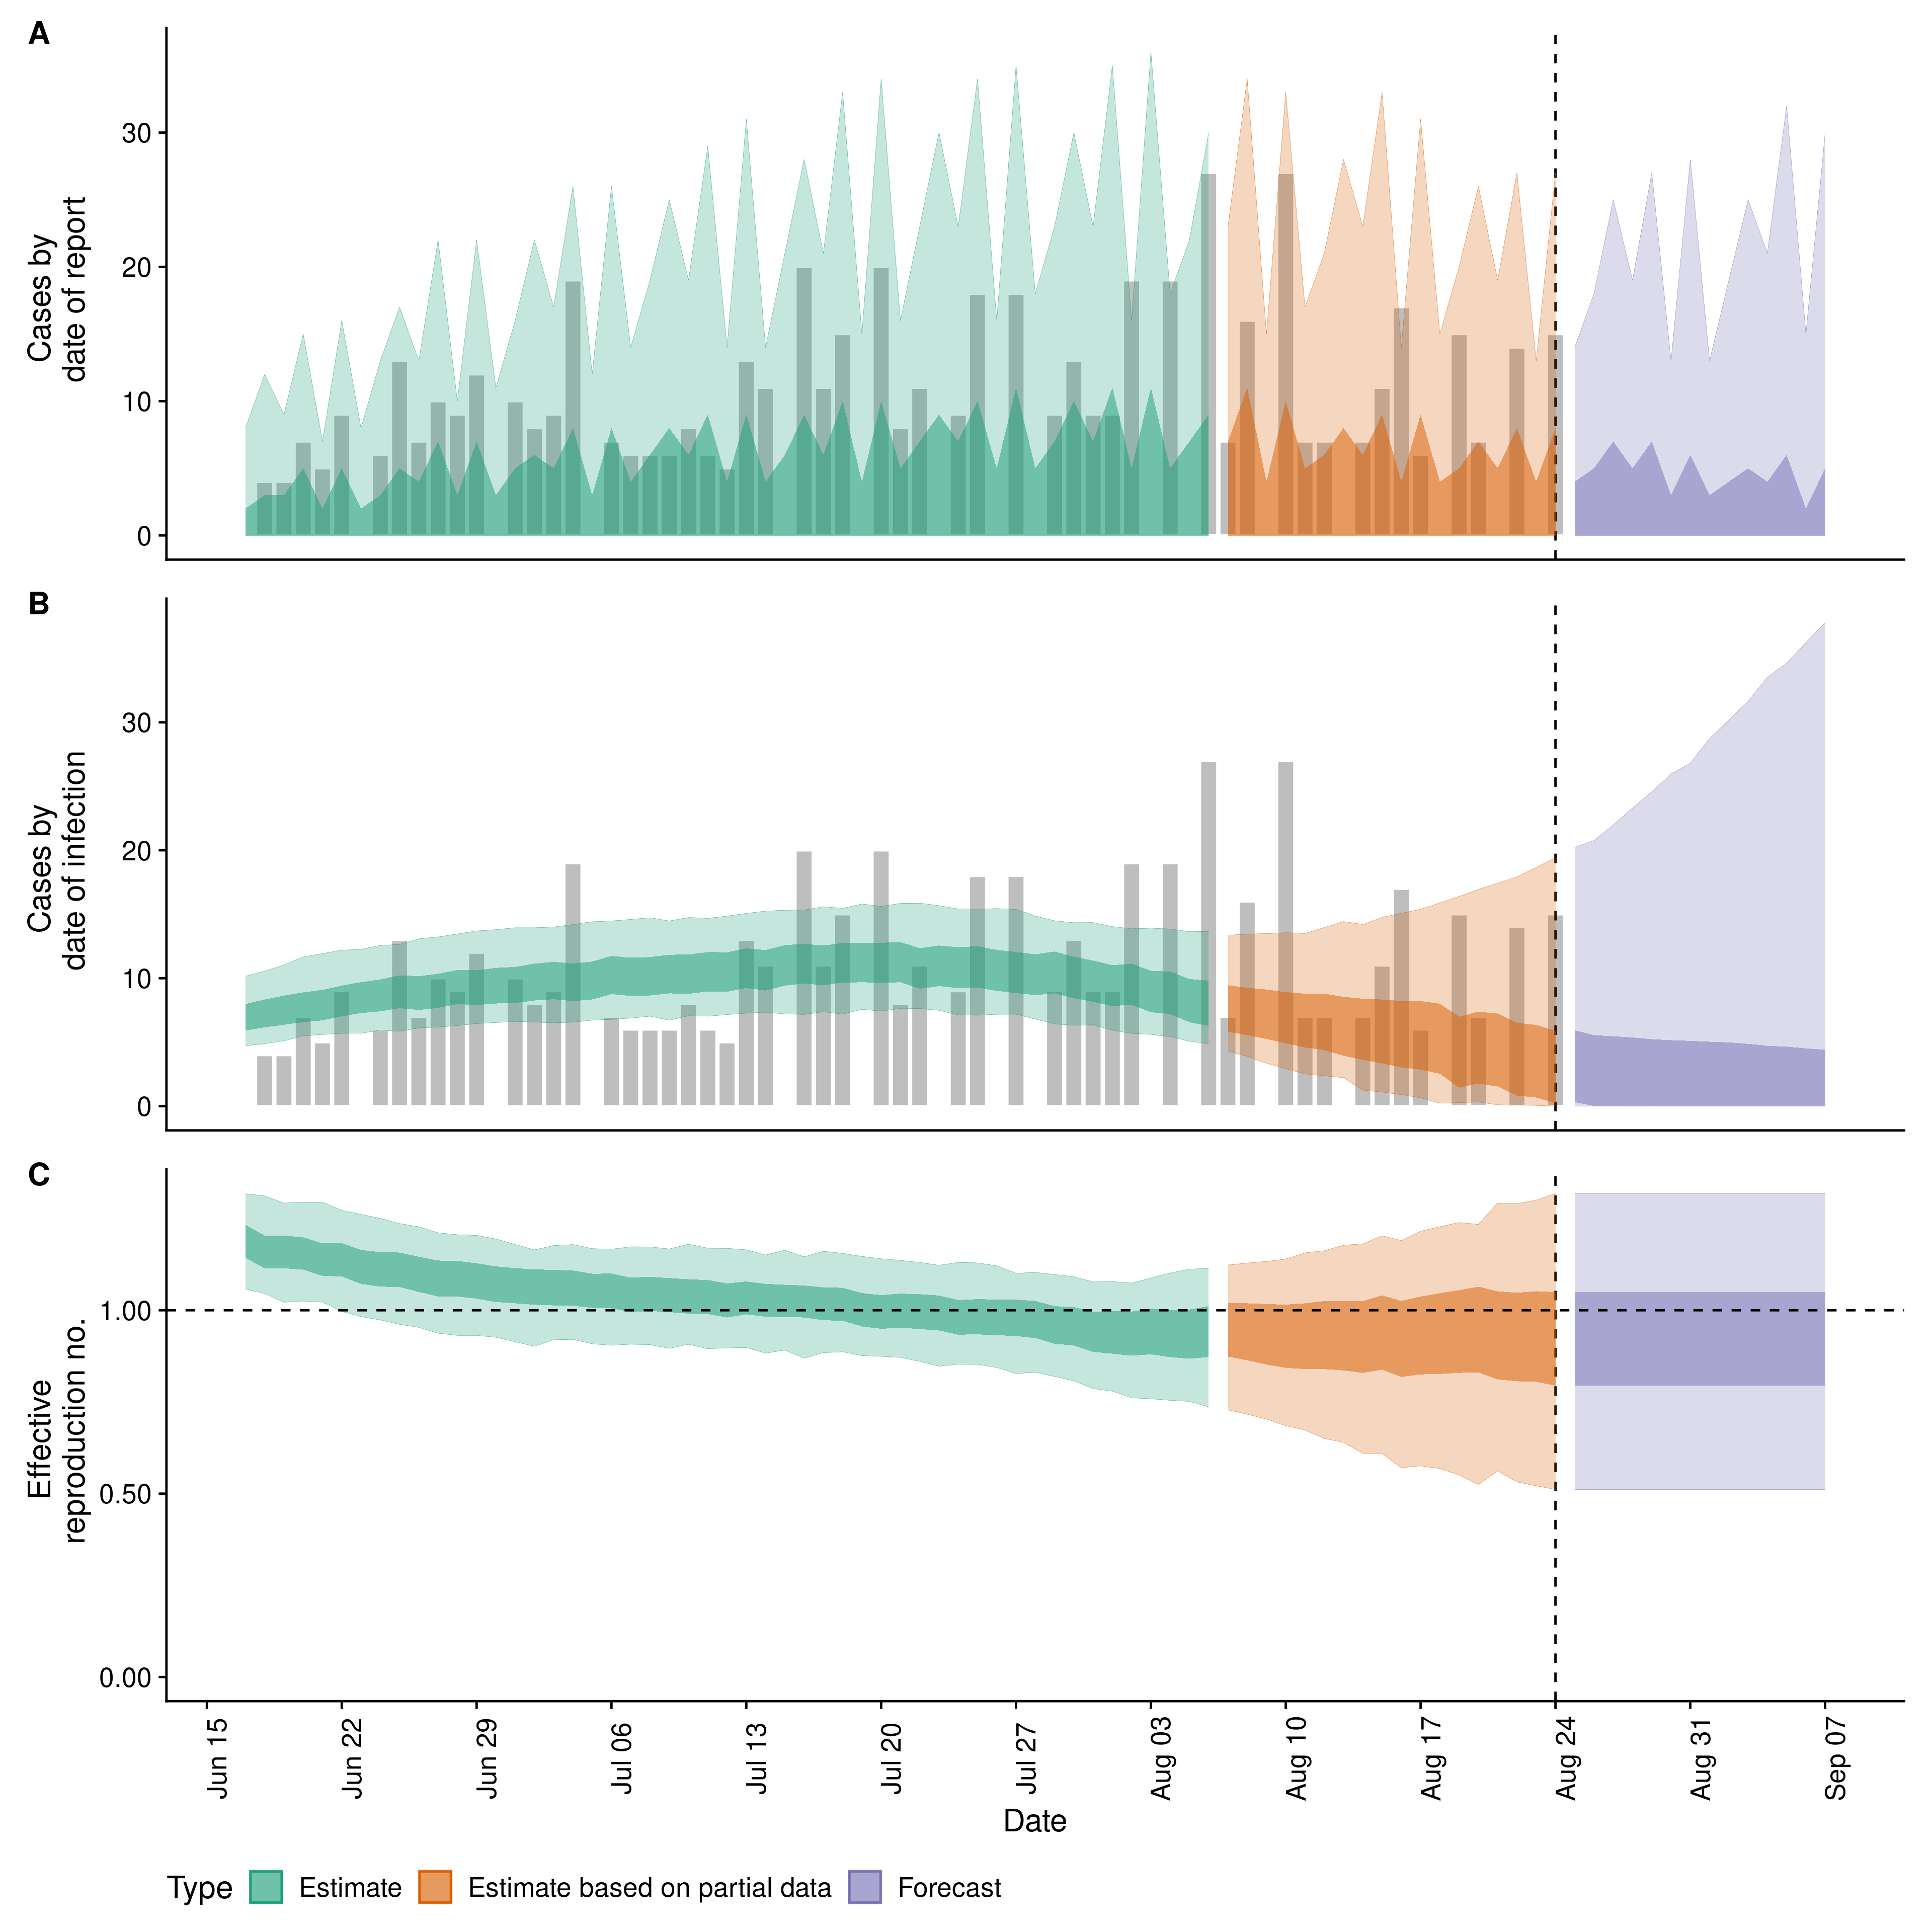 A
Cases by
date of report
30
20
10
0
B
Cases by
date of infection
30
20
10
0
C
Effective
reproduction no.
1.00
0.50
0.00
Jun 15
Jun 22
Jun 29
Jul 06
Jul 13
Jul 20
Jul 27
Aug 03
Aug 10
Aug 17
Aug 24
Aug 31
Sep 07
Date
Type
Estimate
Estimate based on partial data
Forecast